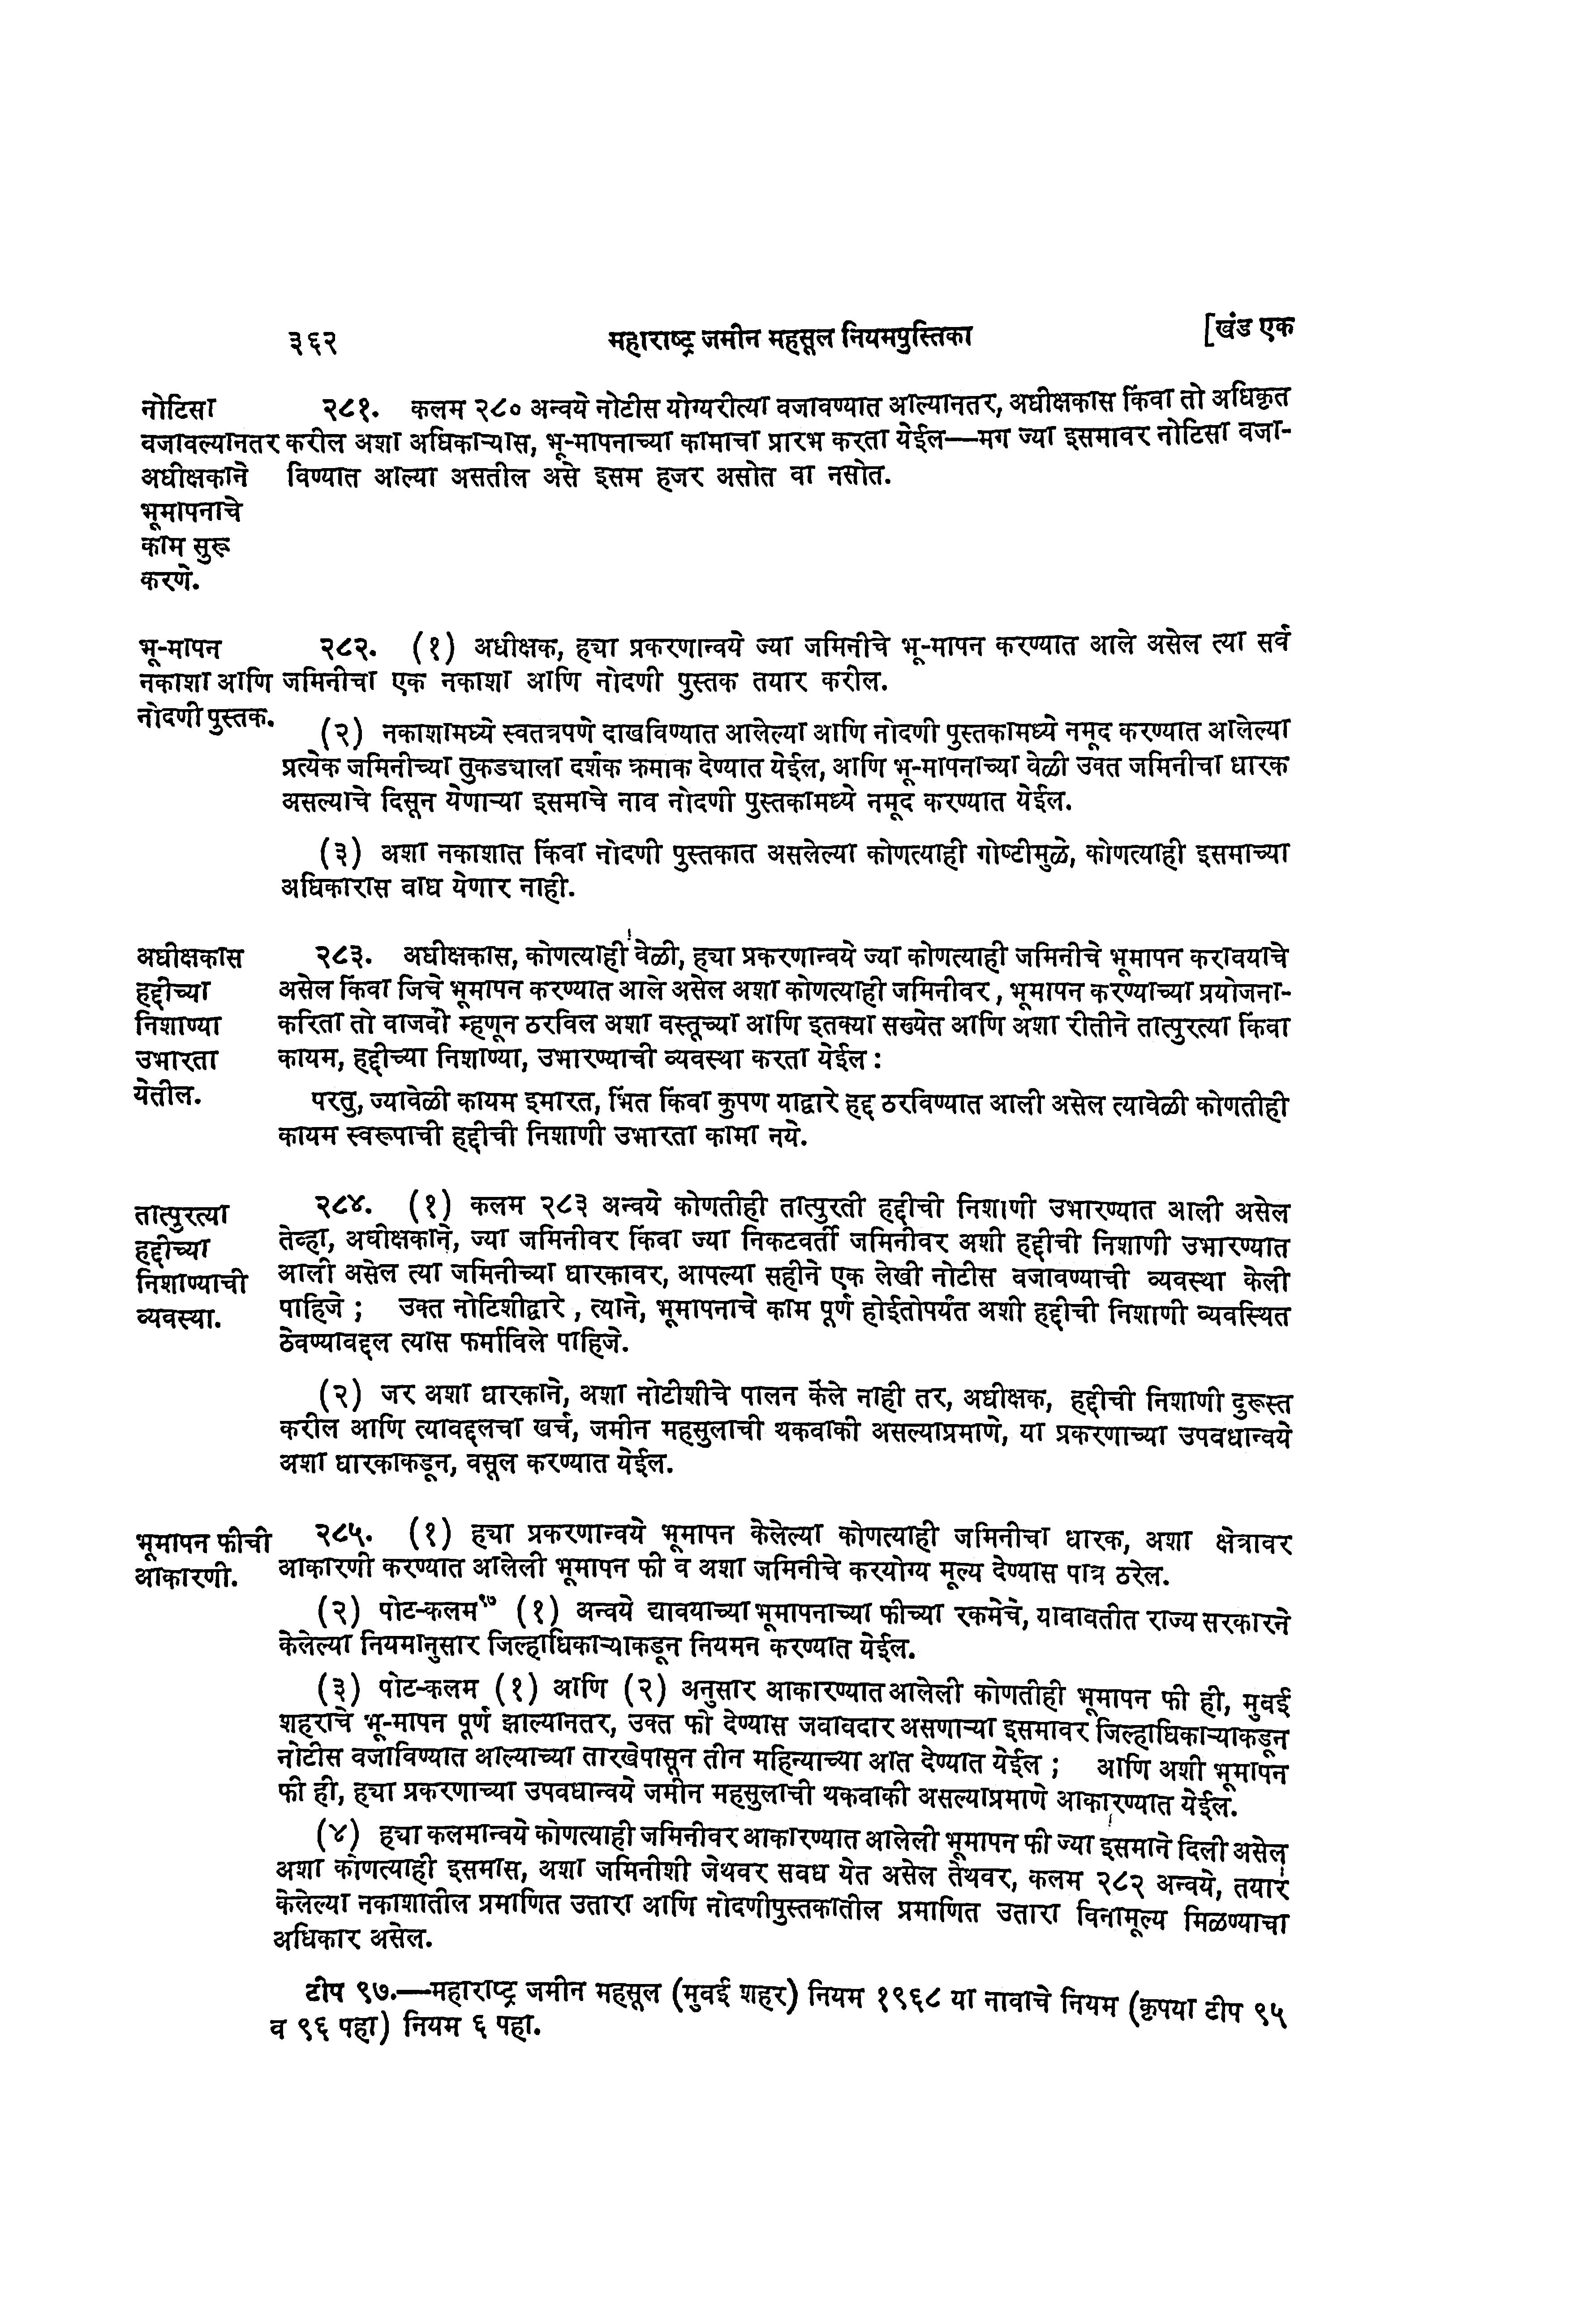 ३६२ महाराष्ट्र जमीन महसूल नियमपुस्तिका [खंड एक
नोटिसा
वजावल्यानतर
अधीक्षकाने
भूमापनाचे
काम सुरू
करणे.
२८१. कलम २८० अन्वये नोटीस योग्यरीत्या वजावण्यात आल्यानतर, अधीक्षकास किंवा तो अधिकृत
करील अशा अधिकाऱ्यास, भू-मापनाच्या कामाचा प्रारभ करता येईल—मग ज्या इसमावर नोटिसा वजा-
विण्यात आल्या असतील असे इसम हजर असोत वा नसोत.
भू-मापन
नकाशा आणि
नोदणी पुस्तक.
२८२. (१) अधीक्षक, ह्या प्रकरणान्वये ज्या जमिनीचे भू-मापन करण्यात आले असेल त्या सर्व
जमिनीचा एक नकाशा आणि नोदणी पुस्तक तयार करील.
(२) नकाशामध्ये स्वतत्रपणे दाखविण्यात आलेल्या आणि नोदणी पुस्तकामध्ये नमूद करण्यात आलेल्या
प्रत्येक जमिनीच्या तुकड्याला दर्शक क्रमाक देण्यात येईल, आणि भू-मापनाच्या वेळी उक्त जमिनीचा धारक
असल्याचे दिसून येणाऱ्या इसमाचे नाव नोदणी पुस्तकामध्ये नमूद करण्यात येईल.
(३) अशा नकाशात किंवा नोदणी पुस्तकात असलेल्या कोणत्याही गोष्टीमुळे, कोणत्याही इसमाच्या
अधिकारास वाध येणार नाही.
अधीक्षकास
हद्दीच्या
निशाण्या
उभारता
येतील.
२८३. अधीक्षकास, कोणत्याही वेळी, ह्या प्रकरणान्वये ज्या कोणत्याही जमिनीचे भूमापन करावयाचे
असेल किंवा जिचे भूमापन करण्यात आले असेल अशा कोणत्याही जमिनीवर, भूमापन करण्याच्या प्रयोजना-
करिता तो वाजवी म्हणून ठरविल अशा वस्तूच्या आणि इतक्या सख्येत आणि अशा रीतीने तात्पुरत्या किंवा
कायम, हद्दीच्या निशाण्या, उभारण्याची व्यवस्था करता येईल :
परतु, ज्यावेळी कायम इमारत, भिंत किंवा कुपण याद्वारे हद्द ठरविण्यात आली असेल त्यावेळी कोणतीही
कायम स्वरूपाची हद्दीची निशाणी उभारता कामा नये.
तात्पुरत्या
हद्दीच्या
निशाण्याची
व्यवस्था.
२८४. (१) कलम २८३ अन्वये कोणतीही तात्पुरती हद्दीची निशाणी उभारण्यात आली असेल
तेव्हा, अधीक्षकाने, ज्या जमिनीवर किंवा ज्या निकटवर्ती जमिनीवर अशी हद्दीची निशाणी उभारण्यात
आली असेल त्या जमिनीच्या धारकावर, आपल्या सहीने एक लेखी नोटीस वजावण्याची व्यवस्था केली
पाहिजे ; उक्त नोटिशीद्वारे, त्याने, भूमापनाचे काम पूर्ण होईतोपर्यंत अशी हद्दीची निशाणी व्यवस्थित
ठेवण्यावद्दल त्यास फर्माविले पाहिजे.
(२) जर अशा धारकाने, अशा नोटीशीचे पालन केले नाही तर, अधीक्षक, हद्दीची निशाणी दुरूस्त
करील आणि त्यावद्दलचा खर्च, जमीन महसुलाची थकवाकी असल्याप्रमाणे, या प्रकरणाच्या उपवधान्वये
अशा धारकाकडून, वसूल करण्यात येईल.
भूमापन फीची
आकारणी.
२८५. (१) ह्या प्रकरणान्वये भूमापन केलेल्या कोणत्याही जमिनीचा धारक, अशा क्षेत्रावर
आकारणी करण्यात आलेली भूमापन फी व अशा जमिनीचे करयोग्य मूल्य देण्यास पात्र ठरेल.
(२) पोट-कलम९७ (१) अन्वये द्यावयाच्या भूमापनाच्या फीच्या रकमेचे, यावावतीत राज्य सरकारने
केलेल्या नियमानुसार जिल्हाधिकाऱ्याकडून नियमन करण्यात येईल.
(३) पोट-कलम (१) आणि (२) अनुसार आकारण्यात आलेली कोणतीही भूमापन फी ही, मुवई
शहराचे भू-मापन पूर्ण झाल्यानतर, उक्त फी देण्यास जवावदार असणाऱ्या इसमावर जिल्हाधिकाऱ्याकडून
नोटीस वजाविण्यात आल्याच्या तारखेपासून तीन महिन्याच्या आत देण्यात येईल ; आणि अशी भूमापन
फी ही, ह्या प्रकरणाच्या उपवधान्वये जमीन महसुलाची थकवाकी असल्याप्रमाणे आकारण्यात येईल.
(४) ह्या कलमान्वये कोणत्याही जमिनीवर आकारण्यात आलेली भूमापन फी ज्या इसमाने दिली असेल
अशा कोणत्याही इसमास, अशा जमिनीशी जेथवर सवध येत असेल तेथवर, कलम २८२ अन्वये, तयार
केलेल्या नकाशातील प्रमाणित उतारा आणि नोदणीपुस्तकातील प्रमाणित उतारा विनामूल्य मिळण्याचा
अधिकार असेल.
टीप ९७.—महाराष्ट्र जमीन महसूल (मुवई शहर) नियम १९६८ या नावाचे नियम (कृपया टीप ९५
व ९६ पहा) नियम ६ पहा.